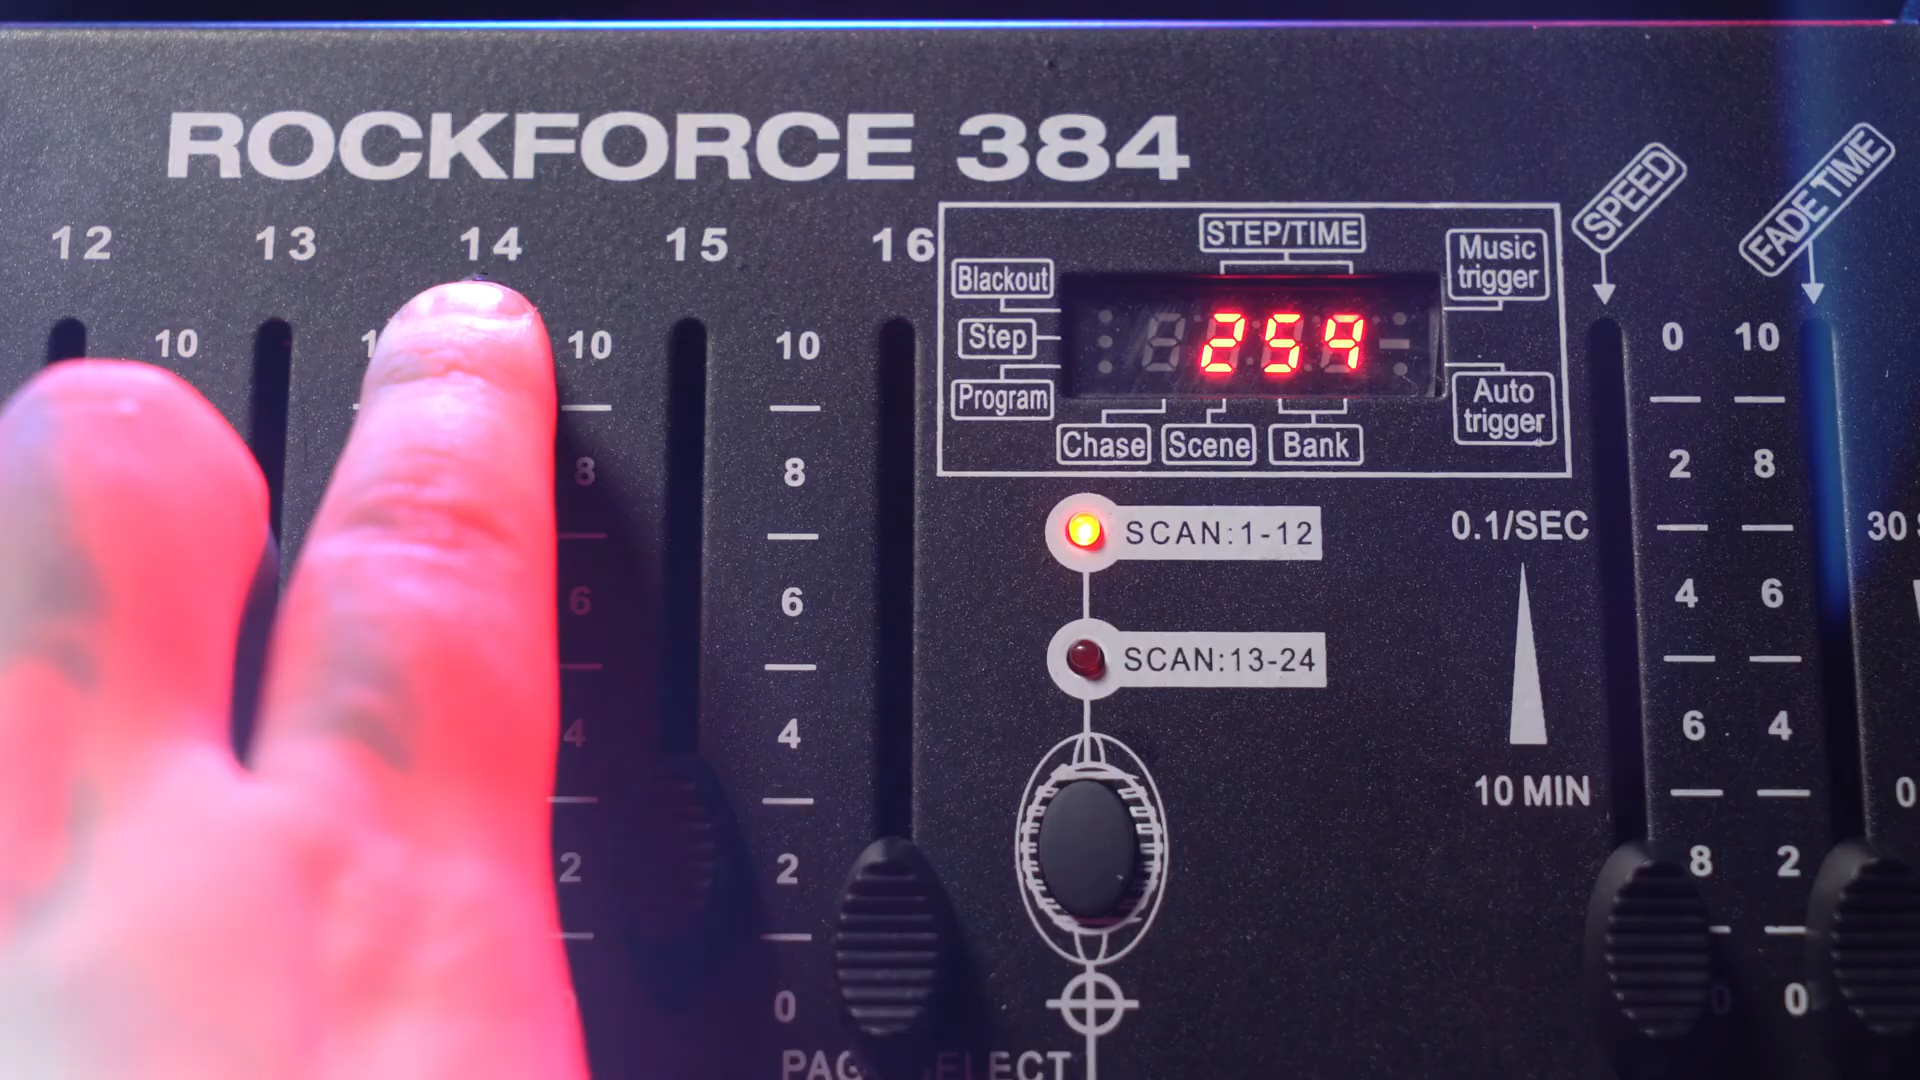 ROCKFORCE 384
12 13 14 15 16
STEP/TIME
Blackout
Step
Program
Music
trigger
Auto
trigger
259
Chase Scene Bank
SPEED
FADE TIME
10 10 10
8 8
6 6
4 4
2 2
0
SCAN:1-12
SCAN:13-24
0.1/SEC
10 MIN
0 10
2 8
4 6
6 4
8 2
0 0
30
0